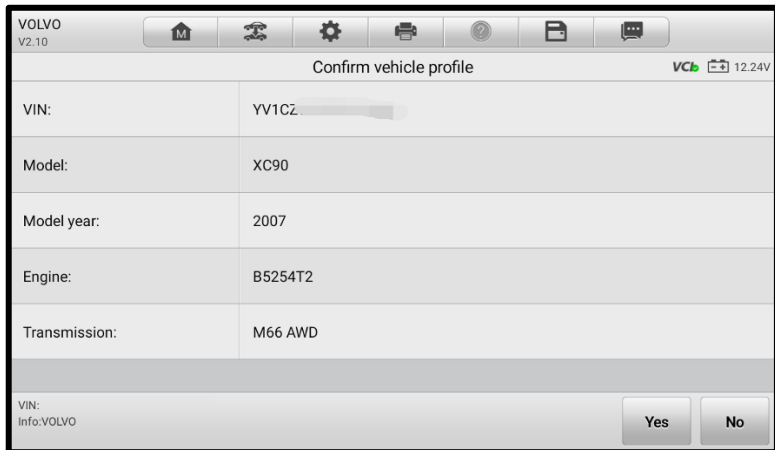 VOLVO
V2.10
M
Confirm vehicle profile
VCI 12.24V
VIN: YV1CZ
Model: XC90
Model year: 2007
Engine: B5254T2
Transmission: M66 AWD
VIN:
Info:VOLVO
Yes No